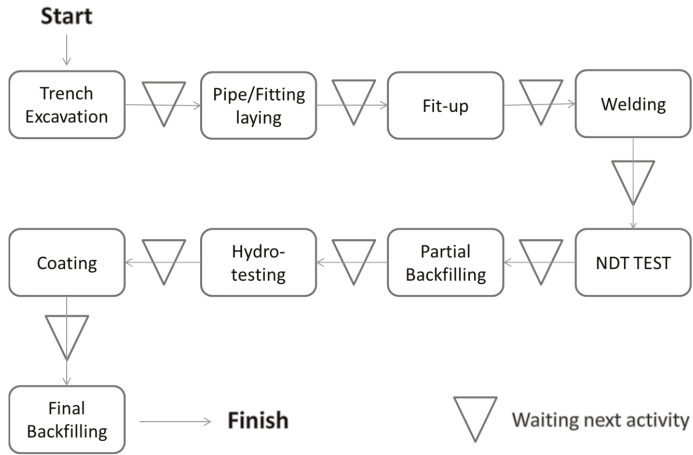 Start
Trench
Excavation
Pipe/Fitting
laying
Fit-up
Welding
Coating
Hydro-
testing
Partial
Backfilling
NDT TEST
Final
Backfilling
Finish
Waiting next activity